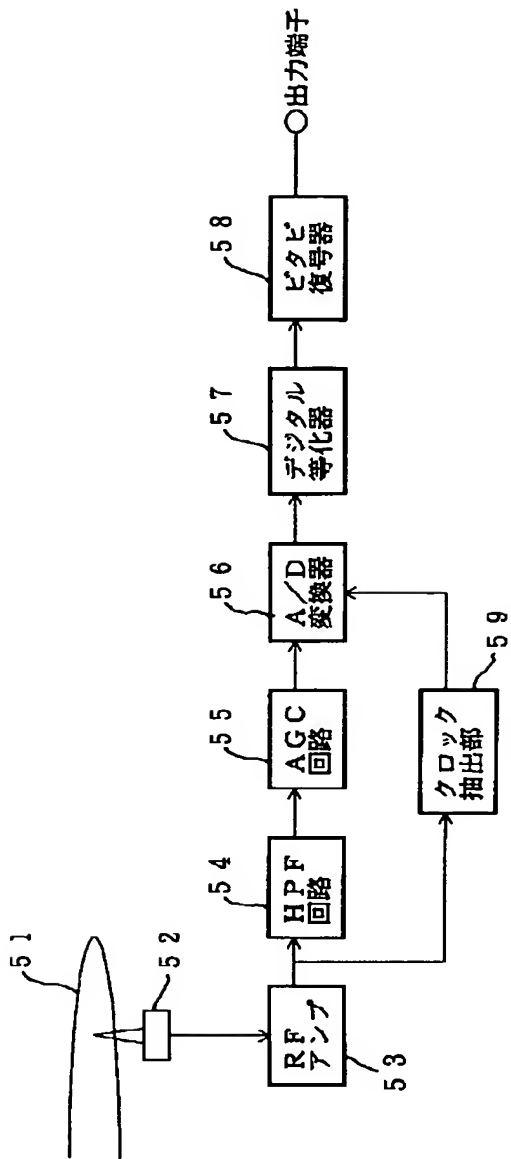 ５１
５２
ＲＦ
アンプ
５３
ＨＰＦ
回路
５４
ＡＧＣ
回路
５５
Ａ／Ｄ
変換器
５６
デジタル
等化器
５７
ビタビ
復号器
５８
出力端子
クロック
抽出部
５９